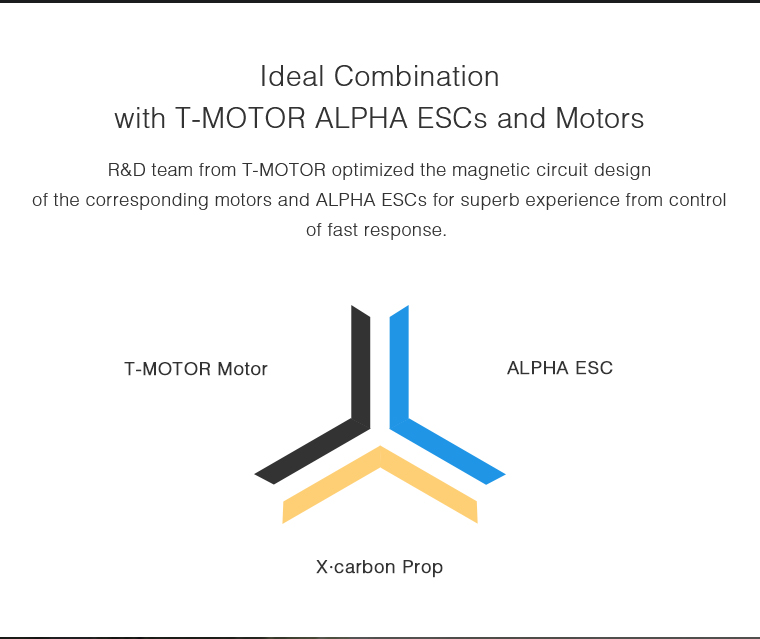 Ideal Combination
with T-MOTOR ALPHA ESCs and Motors
R&D team from T-MOTOR optimized the magnetic circuit design
of the corresponding motors and ALPHA ESCs for superb experience from control
of fast response.
T-MOTOR Motor
ALPHA ESC
X·carbon Prop